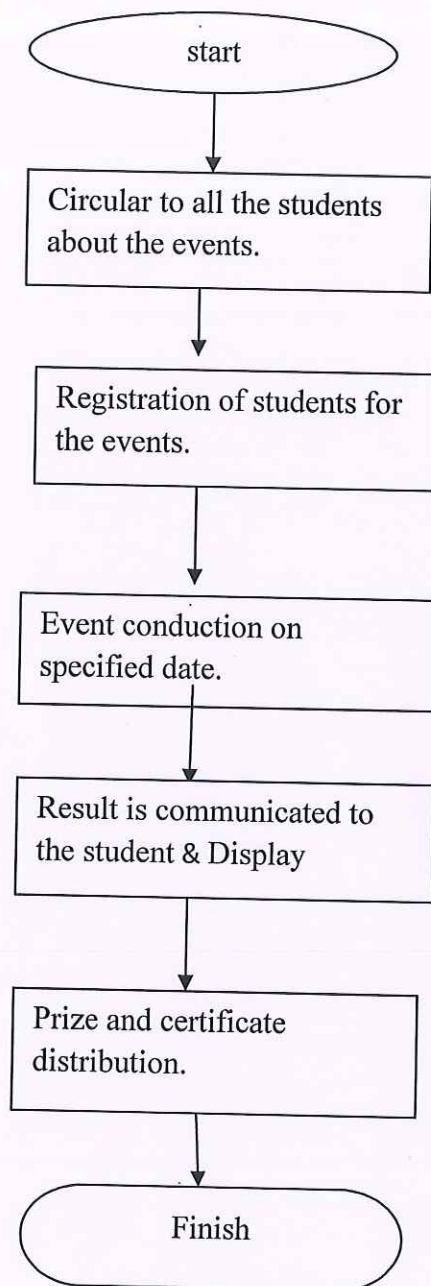 start
Circular to all the students
about the events.
Registration of students for
the events.
Event conduction on
specified date.
Result is communicated to
the student & Display
Prize and certificate
distribution.
Finish